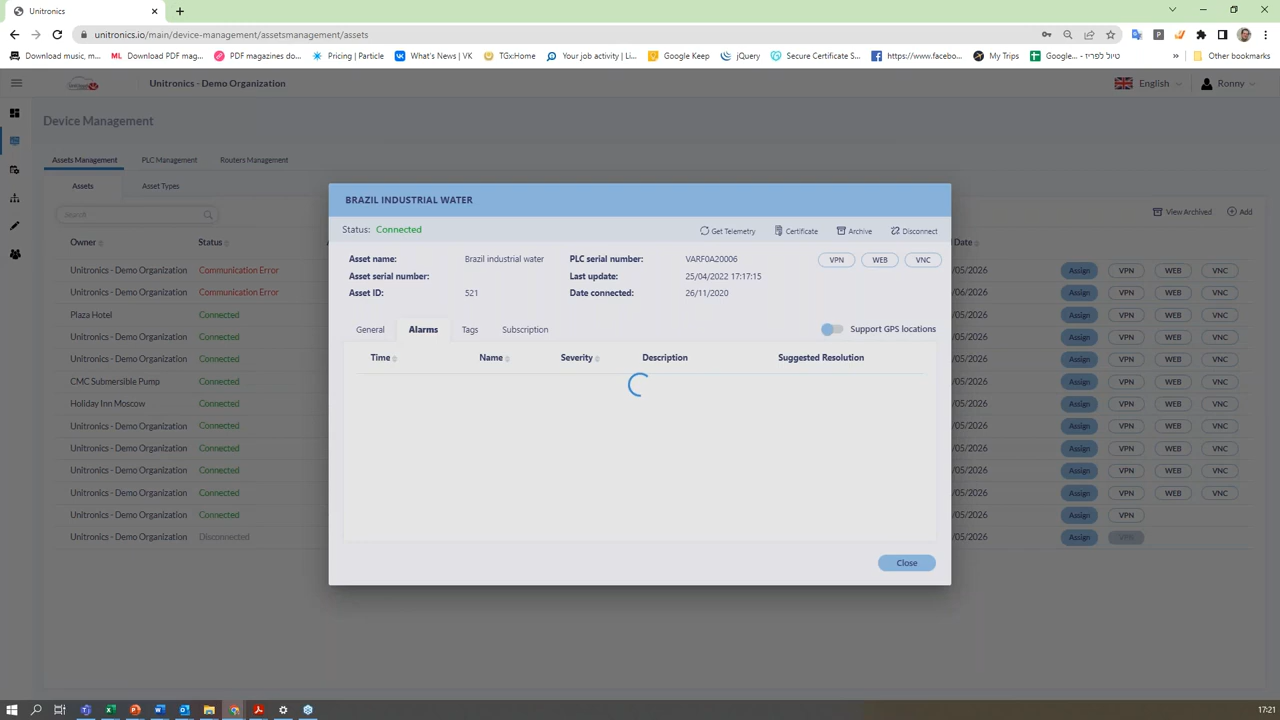 Unitronics
unitronics.io/main/device-management/assetsmanagement/assets
Download music, m... ML Download PDF mag... PDF magazines do... Pricing | Particle What's News | VK TGx:Home Your job activity | Li... Google Keep jQuery Secure Certificate S... https://www.facebo... My Trips Google... - טיול לפריז » Other bookmarks
Unitronics - Demo Organization English Ronny
Device Management
Assets Management PLC Management Routers Management
Assets Asset Types
Search View Archived Add
Owner Status Date
Unitronics - Demo Organization Communication Error /05/2026 Assign VPN WEB VNC
Unitronics - Demo Organization Communication Error /06/2026 Assign VPN WEB VNC
Plaza Hotel Connected /05/2026 Assign VPN WEB VNC
Unitronics - Demo Organization Connected /05/2026 Assign VPN WEB VNC
Unitronics - Demo Organization Connected /05/2026 Assign VPN WEB VNC
CMC Submersible Pump Connected /05/2026 Assign VPN WEB VNC
Holiday Inn Moscow Connected /05/2026 Assign VPN WEB VNC
Unitronics - Demo Organization Connected /05/2026 Assign VPN WEB VNC
Unitronics - Demo Organization Connected /05/2026 Assign VPN WEB VNC
Unitronics - Demo Organization Connected /05/2026 Assign VPN WEB VNC
Unitronics - Demo Organization Connected /05/2026 Assign VPN WEB VNC
Unitronics - Demo Organization Connected /05/2026 Assign VPN
Unitronics - Demo Organization Disconnected /05/2026 Assign VPN
BRAZIL INDUSTRIAL WATER
Status: Connected Get Telemetry Certificate Archive Disconnect
Asset name: Brazil industrial water PLC serial number: VARF0A20006 VPN WEB VNC
Asset serial number: Last update: 25/04/2022 17:17:15
Asset ID: 521 Date connected: 26/11/2020
General Alarms Tags Subscription Support GPS locations
Time Name Severity Description Suggested Resolution
Close
17:21